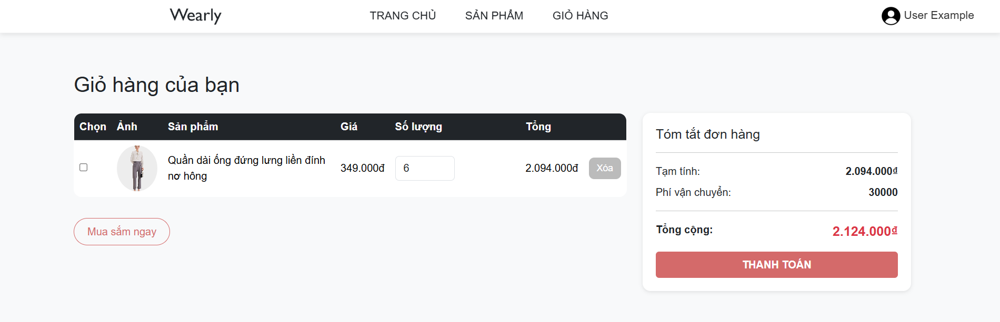 Wearly TRANG CHỦ SẢN PHẨM GIỎ HÀNG User Example
Giỏ hàng của bạn
Chọn Ảnh Sản phẩm Giá Số lượng Tổng
Quần dài ống đứng lưng liền đính
nơ hông
349.000đ 6 2.094.000đ Xóa
Mua sắm ngay
Tóm tắt đơn hàng
Tạm tính: 2.094.000₫
Phí vận chuyển: 30000
Tổng cộng: 2.124.000₫
THANH TOÁN